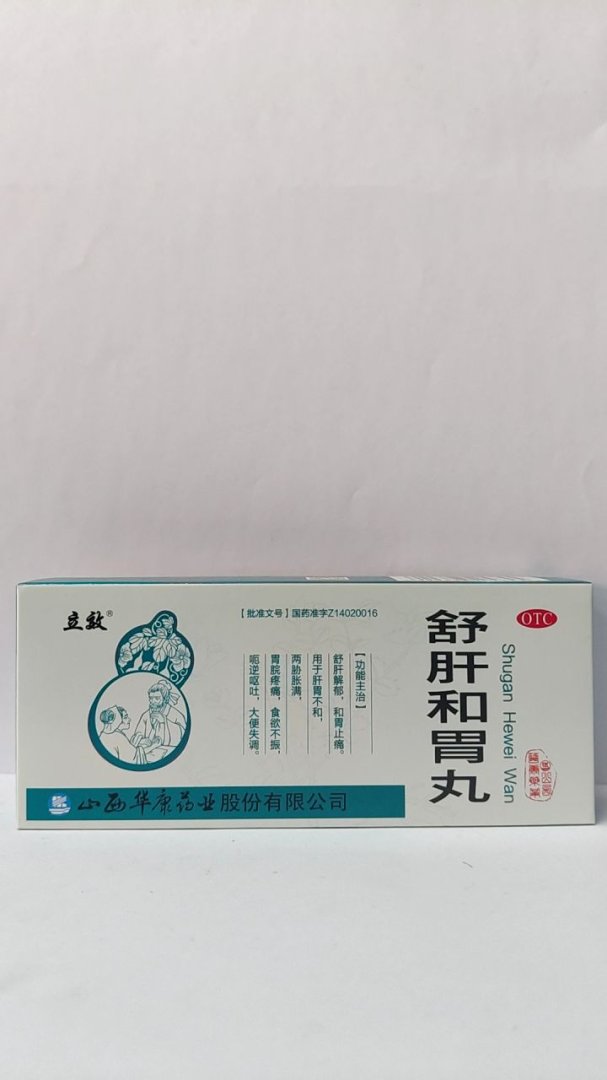 立效®
【批准文号】国药准字Z14020016
【功能主治】
舒肝解郁，和胃止痛。
用于肝胃不和，
两胁胀满，
胃脘疼痛，食欲不振，
呃逆呕吐，大便失调。
舒肝和胃丸
Shugan Hewei Wan
OTC
山西华康药业股份有限公司